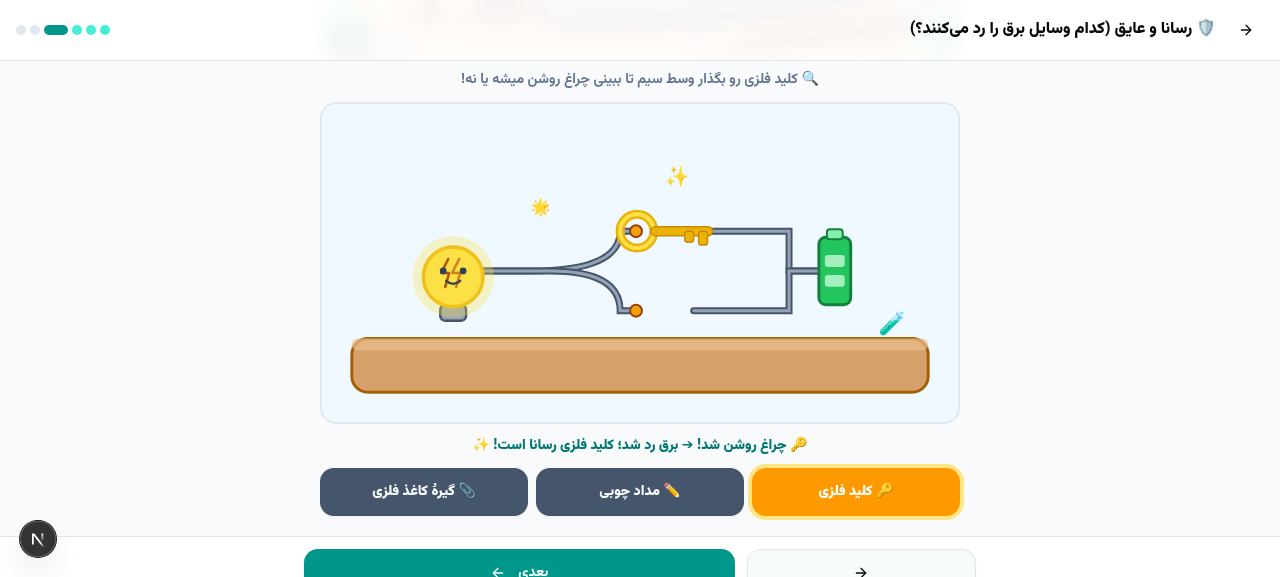 رسانا و عایق (کدام وسایل برق را رد می‌کنند؟)
کلید فلزی رو بگذار وسط سیم تا ببینی چراغ روشن میشه یا نه!
چراغ روشن شد! → برق رد شد؛ کلید فلزی رسانا است!
کلید فلزی
مداد چوبی
گیرهٔ کاغذ فلزی
N
بعدی